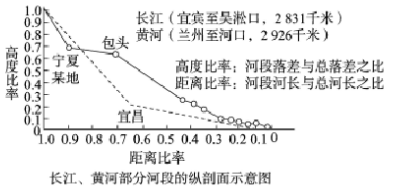 长江（宜宾至吴淞口，2 831千米）
黄河（兰州至河口，2 926千米）
高度比率：河段落差与总落差之比
距离比率：河段河长与总河长之比
高度比率
1.0
0.9
0.8
0.7
0.6
0.5
0.4
0.3
0.2
0.1
0
宁夏某地
包头
宜昌
1.0 0.9 0.8 0.7 0.6 0.5 0.4 0.3 0.2 0.1 0
距离比率
长江、黄河部分河段的纵剖面示意图